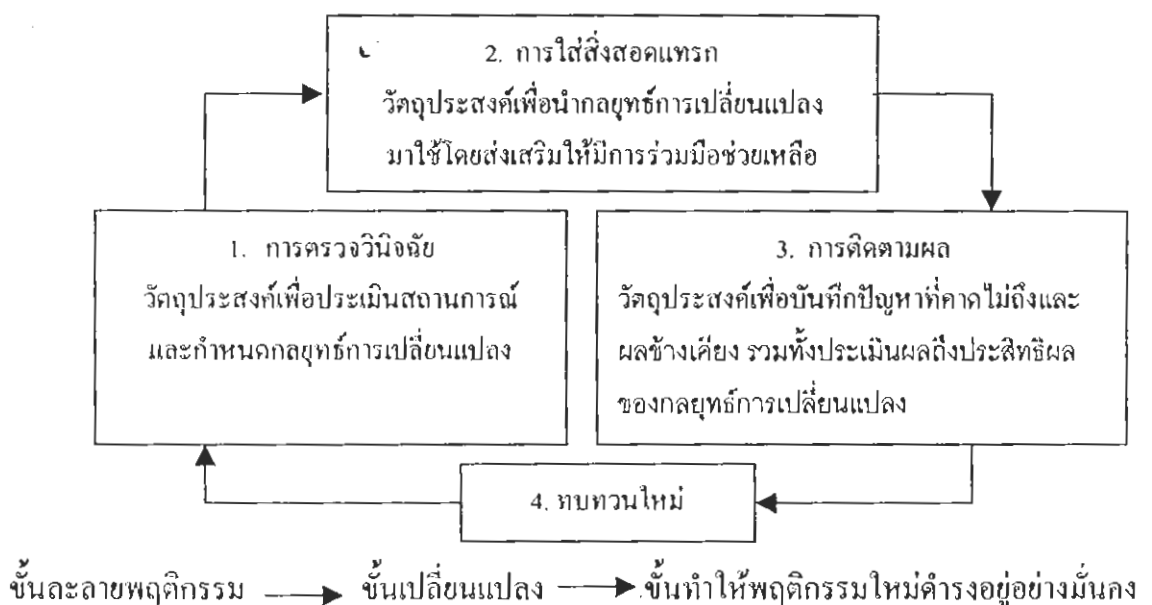 2. การใส่สิ่งสอดแทรก
วัตถุประสงค์เพื่อนำกลยุทธ์การเปลี่ยนแปลง
มาใช้โดยส่งเสริมให้มีการร่วมมือช่วยเหลือ
1. การตรวจวินิจฉัย
วัตถุประสงค์เพื่อประเมินสถานการณ์
และกำหนดกลยุทธ์การเปลี่ยนแปลง
3. การติดตามผล
วัตถุประสงค์เพื่อบันทึกปัญหาที่คาดไม่ถึงและ
ผลข้างเคียง รวมทั้งประเมินผลถึงประสิทธิผล
ของกลยุทธ์การเปลี่ยนแปลง
4. ทบทวนใหม่
ขั้นละลายพฤติกรรม ขั้นเปลี่ยนแปลง ขั้นทำให้พฤติกรรมใหม่ดำรงอยู่อย่างมั่นคง